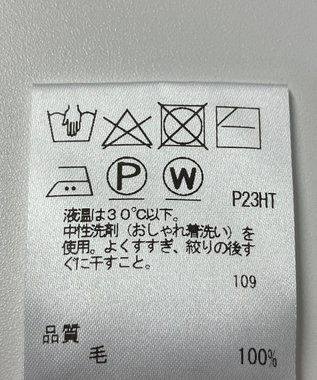 P W P23HT
液温は30℃以下。
中性洗剤(おしゃれ着洗い)を
使用。よくすすぎ、絞りの後す
ぐに干すこと。
109
品質
毛 100%